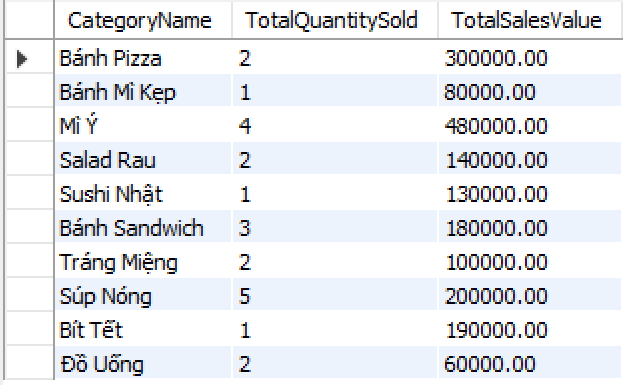 CategoryName TotalQuantitySold TotalSalesValue
Bánh Pizza 2 300000.00
Bánh Mì Kẹp 1 80000.00
Mì Ý 4 480000.00
Salad Rau 2 140000.00
Sushi Nhật 1 130000.00
Bánh Sandwich 3 180000.00
Tráng Miệng 2 100000.00
Súp Nóng 5 200000.00
Bít Tết 1 190000.00
Đồ Uống 2 60000.00